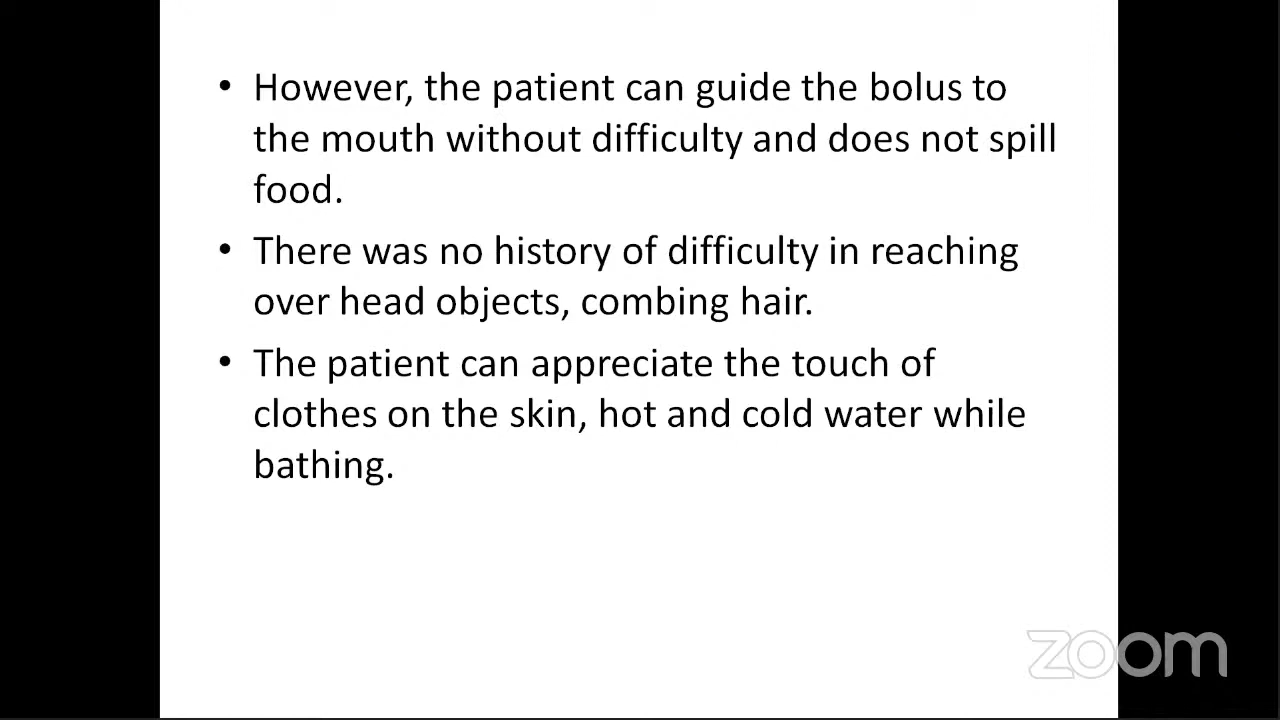 • However, the patient can guide the bolus to
the mouth without difficulty and does not spill
food.
• There was no history of difficulty in reaching
over head objects, combing hair.
• The patient can appreciate the touch of
clothes on the skin, hot and cold water while
bathing.
zoom